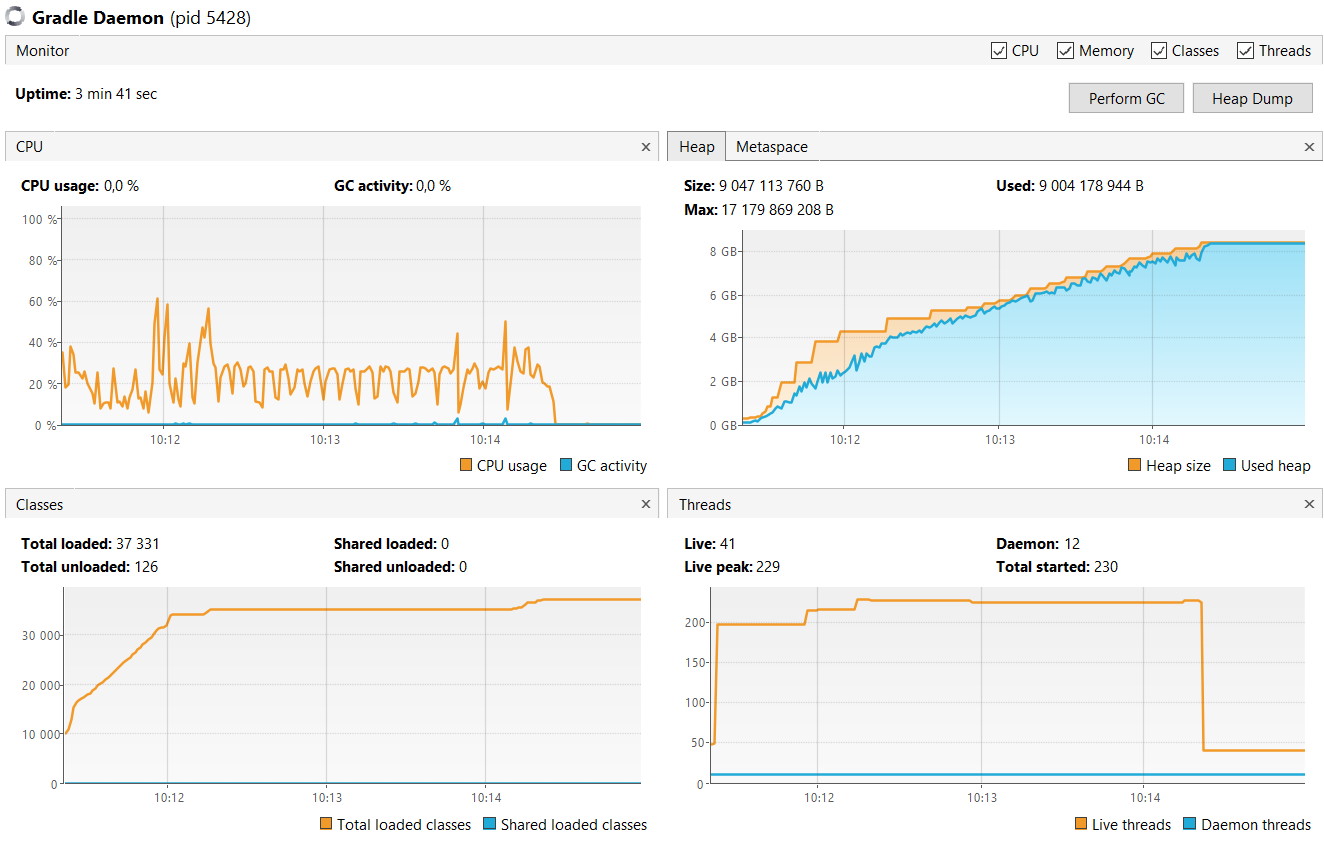 Gradle Daemon (pid 5428)
Monitor
CPU Memory Classes Threads
Uptime: 3 min 41 sec
Perform GC Heap Dump
CPU
CPU usage: 0,0 % GC activity: 0,0 %
100 %
80 %
60 %
40 %
20 %
0 %
10:12 10:13 10:14
CPU usage GC activity
Heap Metaspace
Size: 9 047 113 760 B Used: 9 004 178 944 B
Max: 17 179 869 208 B
8 GB
6 GB
4 GB
2 GB
0 GB
10:12 10:13 10:14
Heap size Used heap
Classes
Total loaded: 37 331 Shared loaded: 0
Total unloaded: 126 Shared unloaded: 0
30 000
20 000
10 000
0
10:12 10:13 10:14
Total loaded classes Shared loaded classes
Threads
Live: 41 Daemon: 12
Live peak: 229 Total started: 230
200
150
100
50
0
10:12 10:13 10:14
Live threads Daemon threads